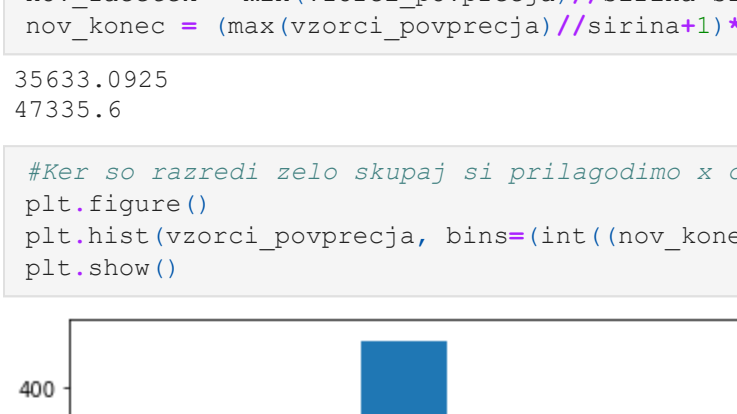 nov_konec = (max(vzorci_povprecja)//sirina+1)*
35633.0925
47335.6
#Ker so razredi zelo skupaj si prilagodimo x
plt.figure()
plt.hist(vzorci_povprecja, bins=(int((nov_kone
plt.show()
400